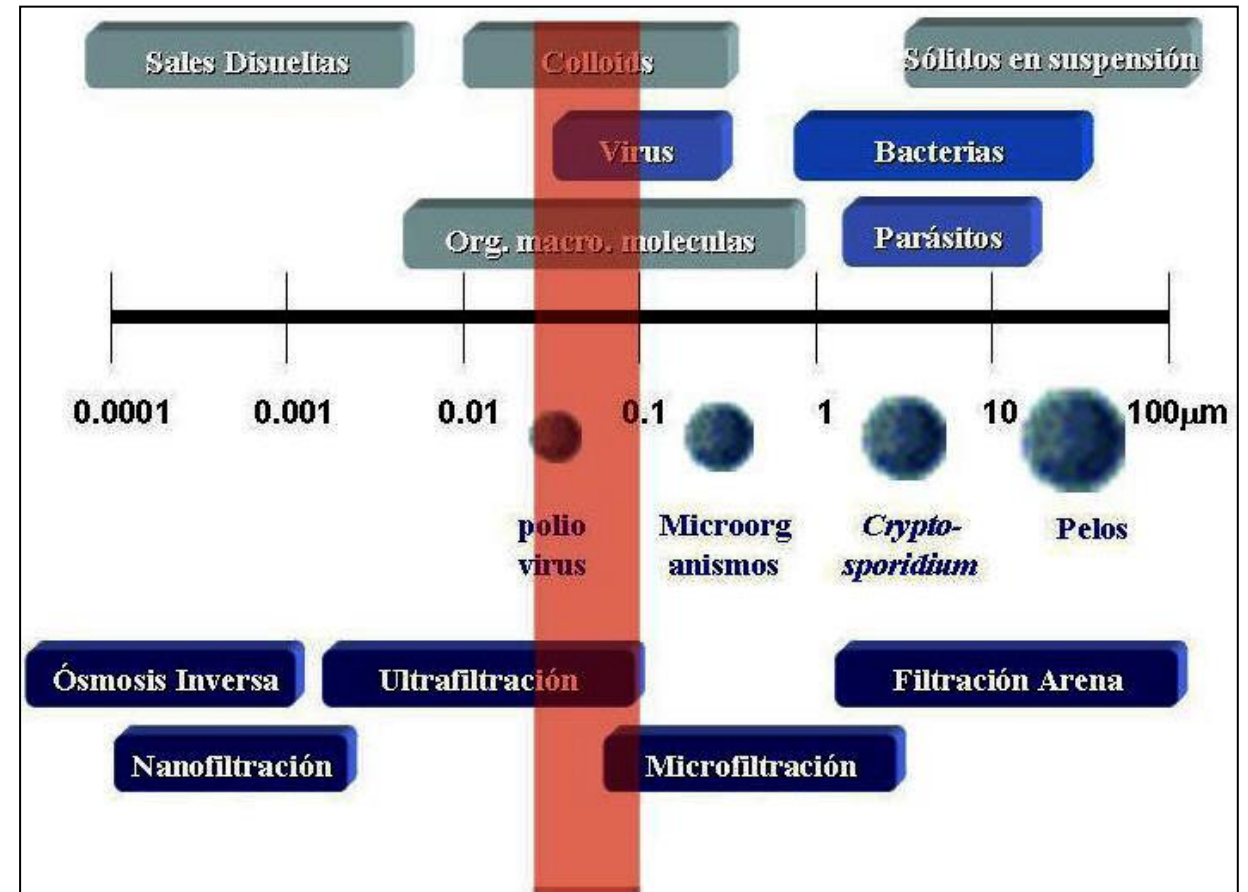 Sales Disueltas
Colloids
Sólidos en suspensión
Virus
Bacterias
Org. macro. moleculas
Parásitos
0.0001 0.001 0.01 0.1 1 10 100μm
polio
virus
Microorg
anismos
Crypto-
sporidium
Pelos
Ósmosis Inversa
Ultrafiltración
Filtración Arena
Nanofiltración
Microfiltración